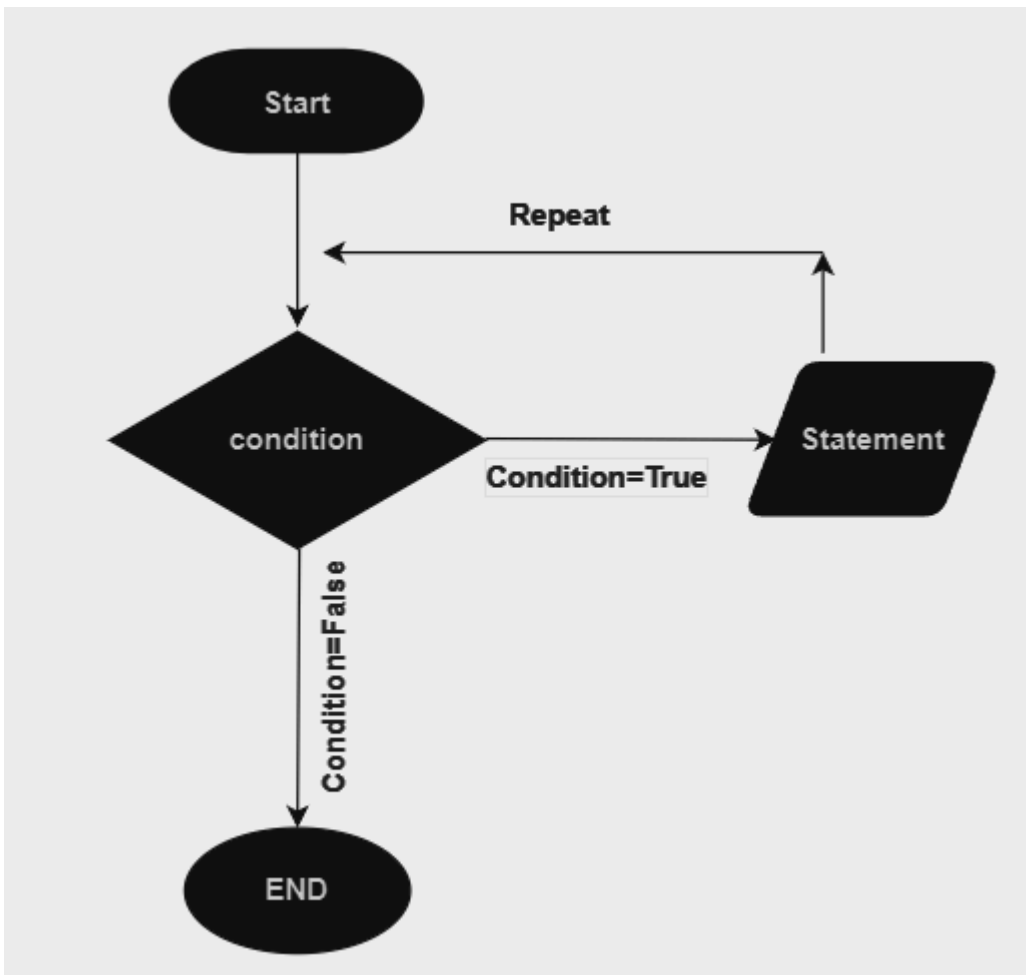 Start
Repeat
condition
Condition=True
Statement
Condition=False
END